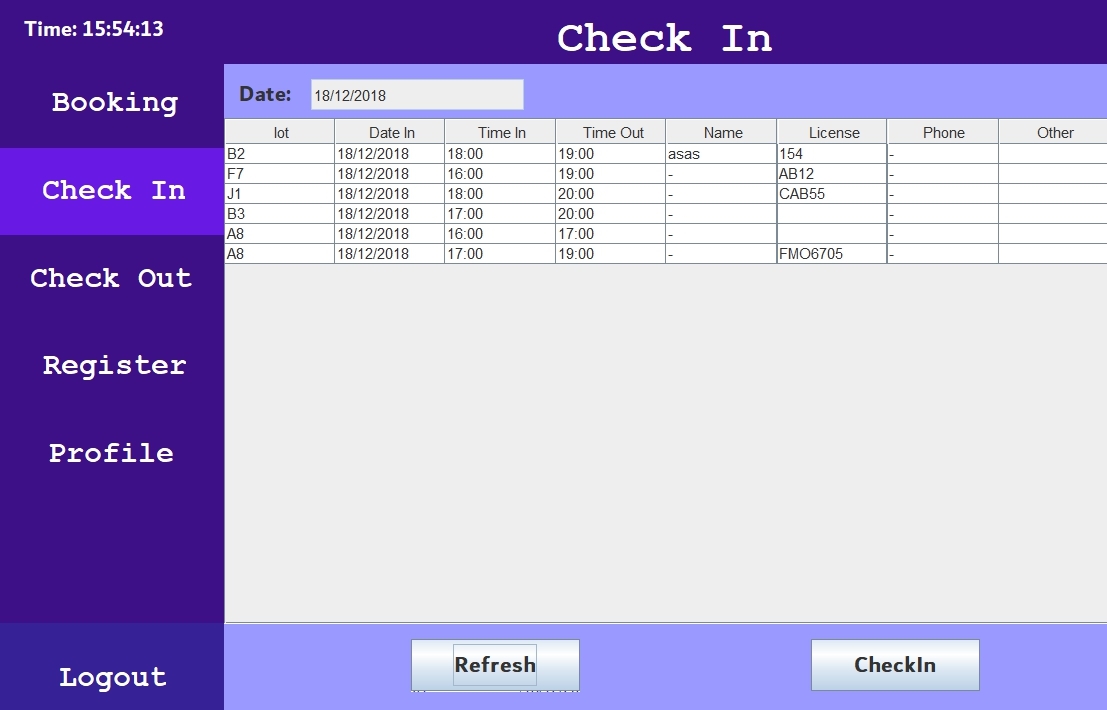 Time: 15:54:13
Check In
Booking
Check In
Check Out
Register
Profile
Logout
Date: 18/12/2018
lot Date In Time In Time Out Name License Phone Other
B2 18/12/2018 18:00 19:00 asas 154 -
F7 18/12/2018 16:00 19:00 - AB12 -
J1 18/12/2018 18:00 20:00 - CAB55 -
B3 18/12/2018 17:00 20:00 - -
A8 18/12/2018 16:00 17:00 - -
A8 18/12/2018 17:00 19:00 - FMO6705 -
Refresh CheckIn